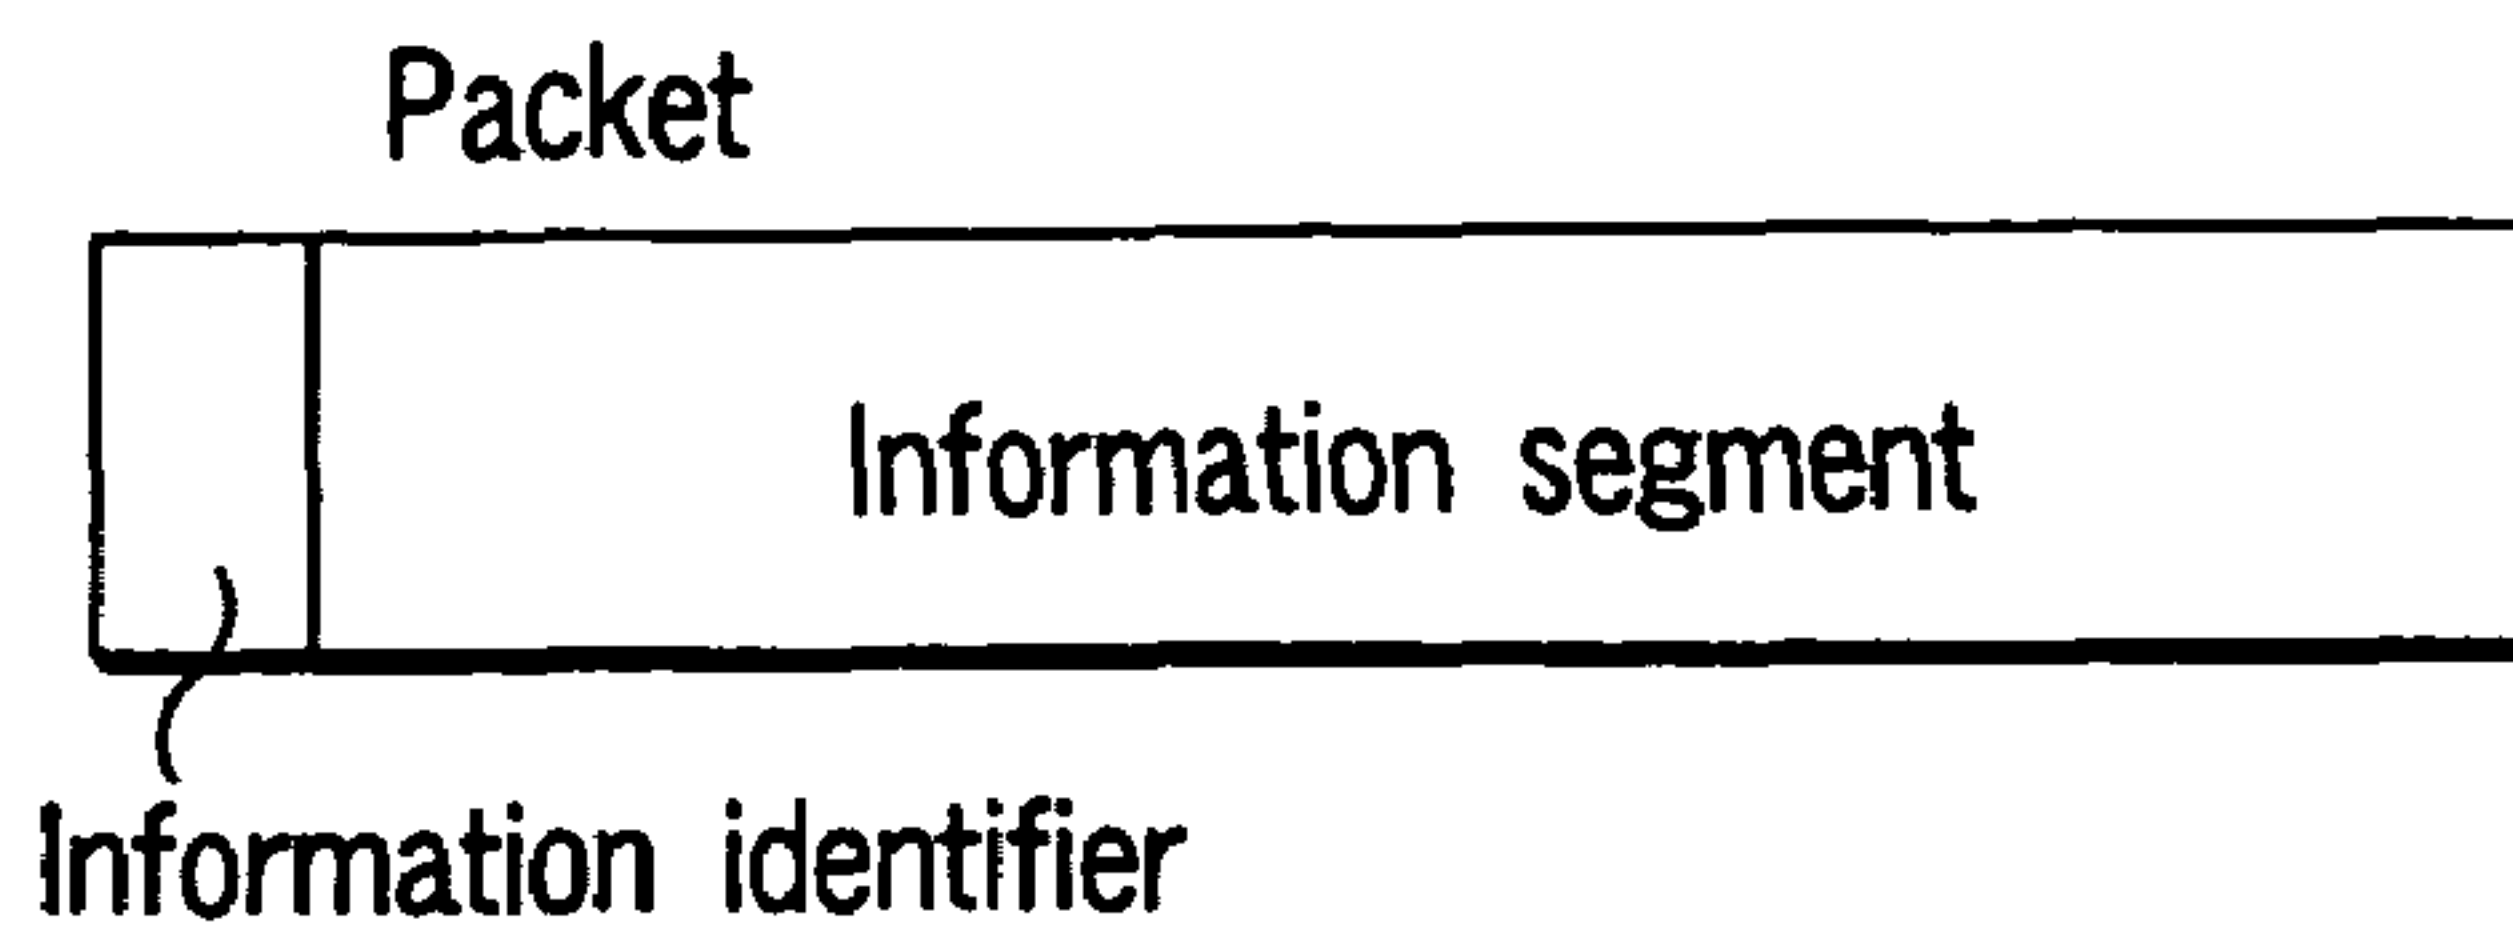 Packet
Information segment
Information identifier